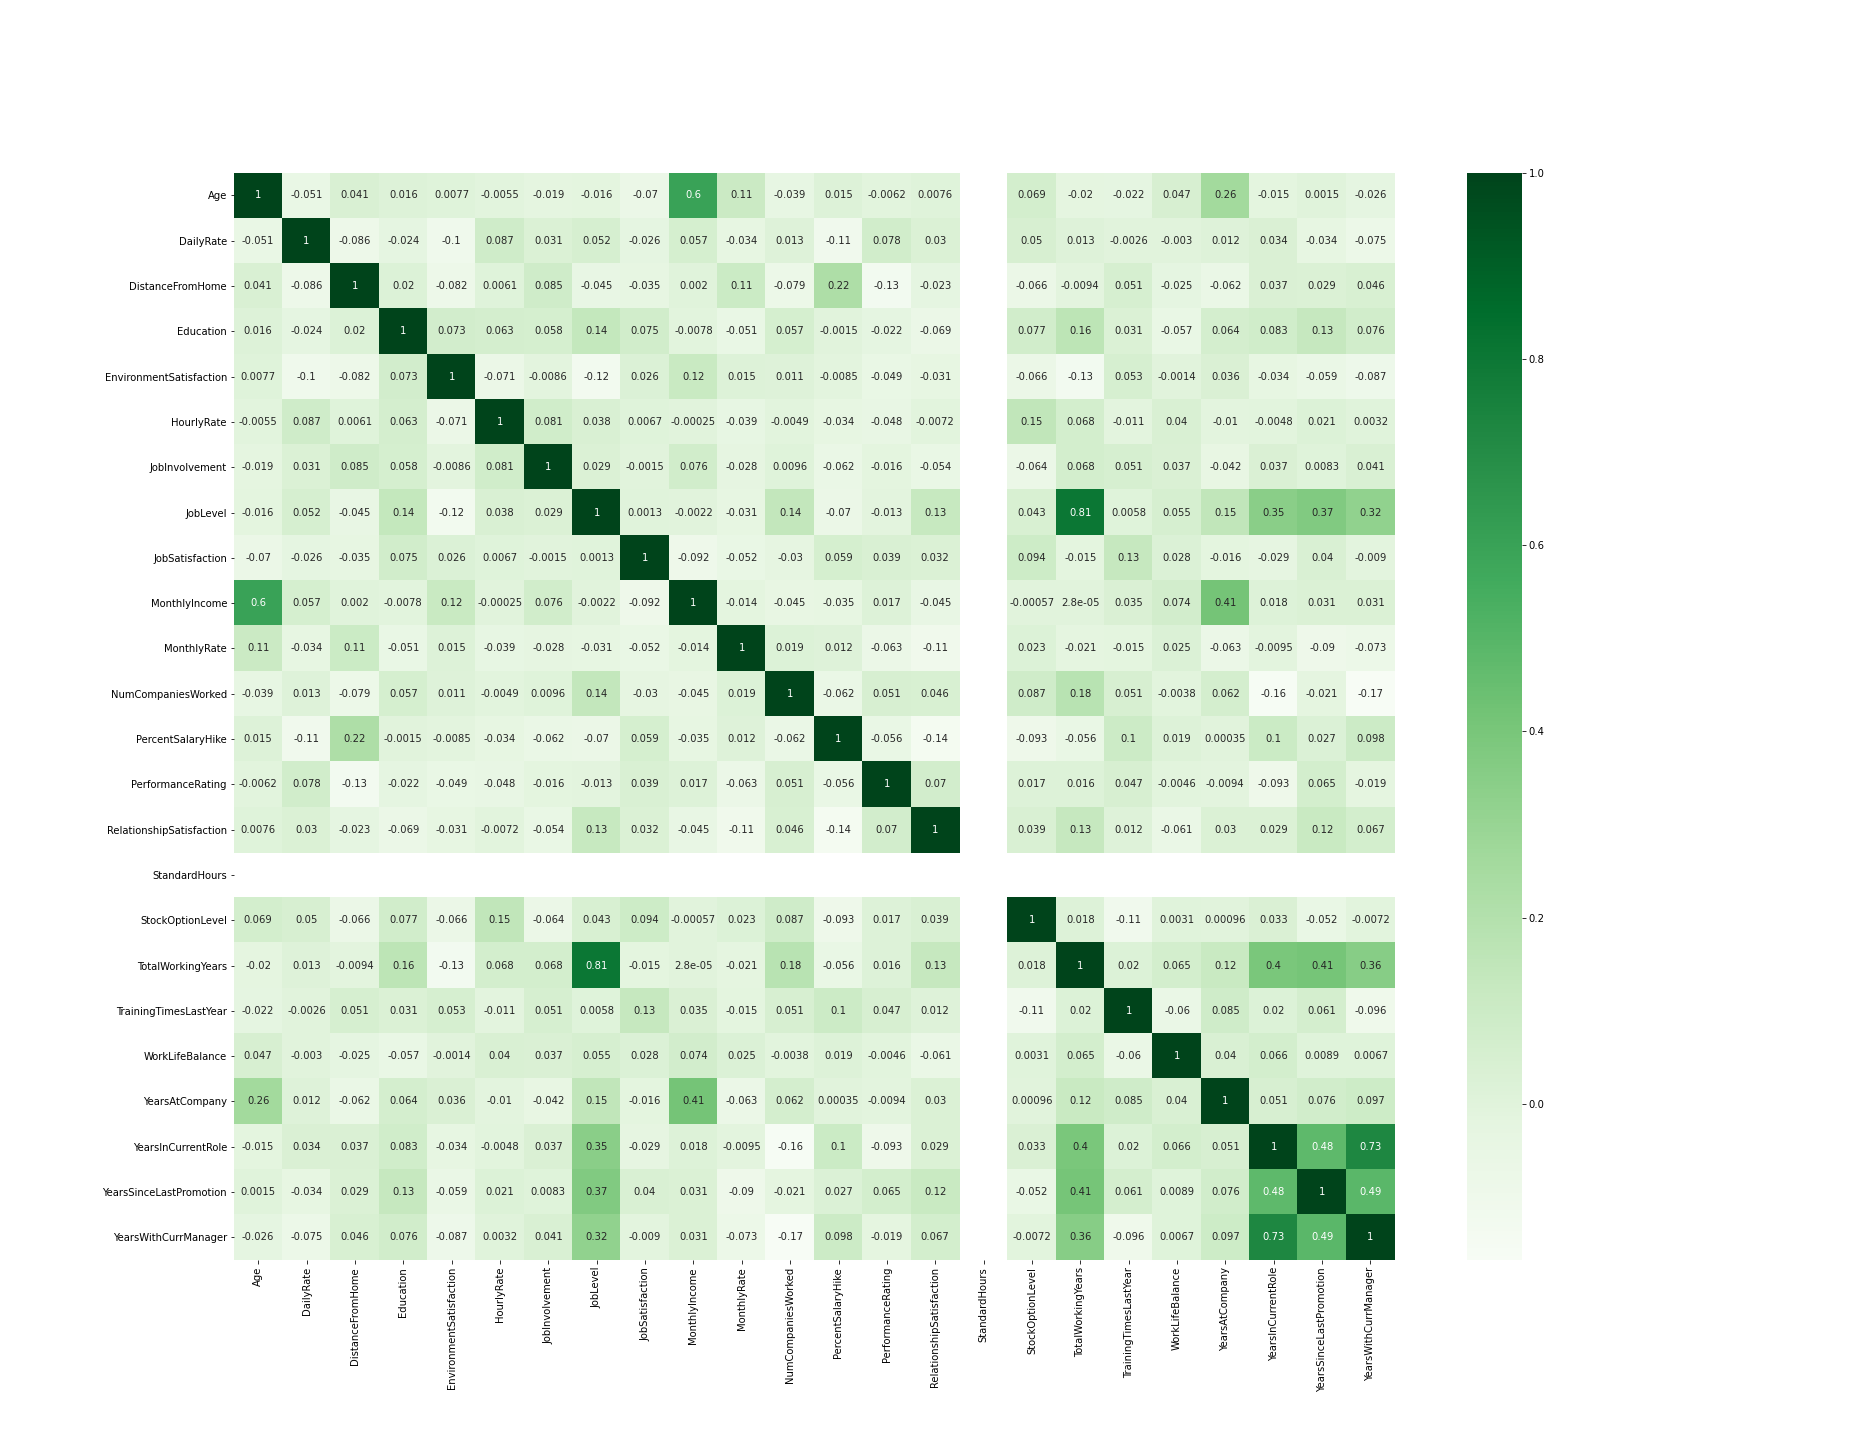 Age 1 -0.051 0.041 0.016 0.0077 -0.0055 -0.019 -0.016 -0.07 0.6 0.11 -0.039 0.015 -0.0062 0.0076 0.069 -0.02 -0.022 0.047 0.26 -0.015 0.0015 -0.026
DailyRate -0.051 1 -0.086 -0.024 -0.1 0.087 0.031 0.052 -0.026 0.057 -0.034 0.013 -0.11 0.078 0.03 0.05 0.013 -0.0026 -0.003 0.012 0.034 -0.034 -0.075
DistanceFromHome 0.041 -0.086 1 0.02 -0.082 0.0061 0.085 -0.045 -0.035 0.002 0.11 -0.079 0.22 -0.13 -0.023 -0.066 -0.0094 0.051 -0.025 -0.062 0.037 0.029 0.046
Education 0.016 -0.024 0.02 1 0.073 0.063 0.058 0.14 0.075 -0.0078 -0.051 0.057 -0.0015 -0.022 -0.069 0.077 0.16 0.031 -0.057 0.064 0.083 0.13 0.076
EnvironmentSatisfaction 0.0077 -0.1 -0.082 0.073 1 -0.071 -0.0086 -0.12 0.026 0.12 0.015 0.011 -0.0085 -0.049 -0.031 -0.066 -0.13 0.053 -0.0014 0.036 -0.034 -0.059 -0.087
HourlyRate -0.0055 0.087 0.0061 0.063 -0.071 1 0.081 0.038 0.0067 -0.00025 -0.039 -0.0049 -0.034 -0.048 -0.0072 0.15 0.068 -0.011 0.04 -0.01 -0.0048 0.021 0.0032
JobInvolvement -0.019 0.031 0.085 0.058 -0.0086 0.081 1 0.029 -0.0015 0.076 -0.028 0.0096 -0.062 -0.016 -0.054 -0.064 0.068 0.051 0.037 -0.042 0.037 0.0083 0.041
JobLevel -0.016 0.052 -0.045 0.14 -0.12 0.038 0.029 1 0.0013 -0.0022 -0.031 0.14 -0.07 -0.013 0.13 0.043 0.81 0.0058 0.055 0.15 0.35 0.37 0.32
JobSatisfaction -0.07 -0.026 -0.035 0.075 0.026 0.0067 -0.0015 0.0013 1 -0.092 -0.052 -0.03 0.059 0.039 0.032 0.094 -0.015 0.13 0.028 -0.016 -0.029 0.04 -0.009
MonthlyIncome 0.6 0.057 0.002 -0.0078 0.12 -0.00025 0.076 -0.0022 -0.092 1 -0.014 -0.045 -0.035 0.017 -0.045 -0.00057 2.8e-05 0.035 0.074 0.41 0.018 0.031 0.031
MonthlyRate 0.11 -0.034 0.11 -0.051 0.015 -0.039 -0.028 -0.031 -0.052 -0.014 1 0.019 0.012 -0.063 -0.11 0.023 -0.021 -0.015 0.025 -0.063 -0.0095 -0.09 -0.073
NumCompaniesWorked -0.039 0.013 -0.079 0.057 0.011 -0.0049 0.0096 0.14 -0.03 -0.045 0.019 1 -0.062 0.051 0.046 0.087 0.18 0.051 -0.0038 0.062 -0.16 -0.021 -0.17
PercentSalaryHike 0.015 -0.11 0.22 -0.0015 -0.0085 -0.034 -0.062 -0.07 0.059 -0.035 0.012 -0.062 1 -0.056 -0.14 -0.093 -0.056 0.1 0.019 0.00035 0.1 0.027 0.098
PerformanceRating -0.0062 0.078 -0.13 -0.022 -0.049 -0.048 -0.016 -0.013 0.039 0.017 -0.063 0.051 -0.056 1 0.07 0.017 0.016 0.047 -0.0046 -0.0094 -0.093 0.065 -0.019
RelationshipSatisfaction 0.0076 0.03 -0.023 -0.069 -0.031 -0.0072 -0.054 0.13 0.032 -0.045 -0.11 0.046 -0.14 0.07 1 0.039 0.13 0.012 -0.061 0.03 0.029 0.12 0.067
StandardHours
StockOptionLevel 0.069 0.05 -0.066 0.077 -0.066 0.15 -0.064 0.043 0.094 -0.00057 0.023 0.087 -0.093 0.017 0.039 1 0.018 -0.11 0.0031 0.00096 0.033 -0.052 -0.0072
TotalWorkingYears -0.02 0.013 -0.0094 0.16 -0.13 0.068 0.068 0.81 -0.015 2.8e-05 -0.021 0.18 -0.056 0.016 0.13 0.018 1 0.02 0.065 0.12 0.4 0.41 0.36
TrainingTimesLastYear -0.022 -0.0026 0.051 0.031 0.053 -0.011 0.051 0.0058 0.13 0.035 -0.015 0.051 0.1 0.047 0.012 -0.11 0.02 1 -0.06 0.085 0.02 0.061 -0.096
WorkLifeBalance 0.047 -0.003 -0.025 -0.057 -0.0014 0.04 0.037 0.055 0.028 0.074 0.025 -0.0038 0.019 -0.0046 -0.061 0.0031 0.065 -0.06 1 0.04 0.066 0.0089 0.0067
YearsAtCompany 0.26 0.012 -0.062 0.064 0.036 -0.01 -0.042 0.15 -0.016 0.41 -0.063 0.062 0.00035 -0.0094 0.03 0.00096 0.12 0.085 0.04 1 0.051 0.076 0.097
YearsInCurrentRole -0.015 0.034 0.037 0.083 -0.034 -0.0048 0.037 0.35 -0.029 0.018 -0.0095 -0.16 0.1 -0.093 0.029 0.033 0.4 0.02 0.066 0.051 1 0.48 0.73
YearsSinceLastPromotion 0.0015 -0.034 0.029 0.13 -0.059 0.021 0.0083 0.37 0.04 0.031 -0.09 -0.021 0.027 0.065 0.12 -0.052 0.41 0.061 0.0089 0.076 0.48 1 0.49
YearsWithCurrManager -0.026 -0.075 0.046 0.076 -0.087 0.0032 0.041 0.32 -0.009 0.031 -0.073 -0.17 0.098 -0.019 0.067 -0.0072 0.36 -0.096 0.0067 0.097 0.73 0.49 1
Age
DailyRate
DistanceFromHome
Education
EnvironmentSatisfaction
HourlyRate
JobInvolvement
JobLevel
JobSatisfaction
MonthlyIncome
MonthlyRate
NumCompaniesWorked
PercentSalaryHike
PerformanceRating
RelationshipSatisfaction
StandardHours
StockOptionLevel
TotalWorkingYears
TrainingTimesLastYear
WorkLifeBalance
YearsAtCompany
YearsInCurrentRole
YearsSinceLastPromotion
YearsWithCurrManager
1.0
0.8
0.6
0.4
0.2
0.0